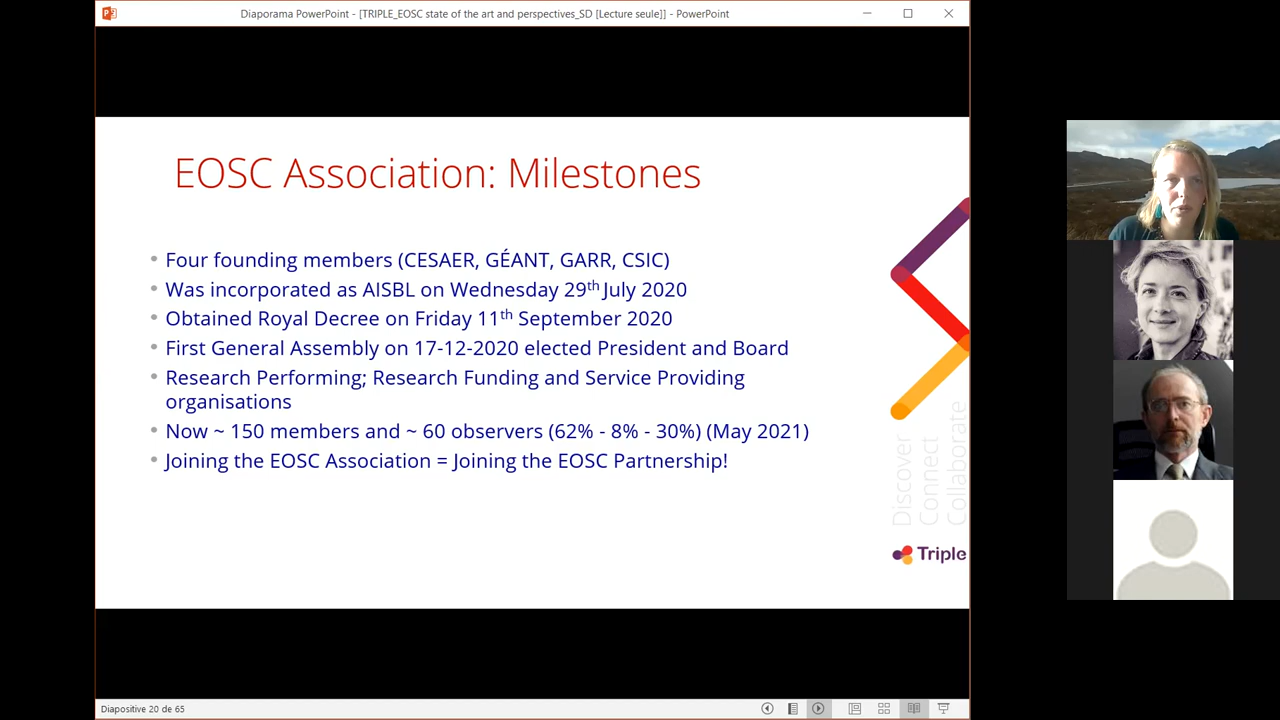 Diaporama PowerPoint - [TRIPLE_EOSC state of the art and perspectives_SD [Lecture seule]] - PowerPoint
EOSC Association: Milestones
• Four founding members (CESAER, GÉANT, GARR, CSIC)
• Was incorporated as AISBL on Wednesday 29th July 2020
• Obtained Royal Decree on Friday 11th September 2020
• First General Assembly on 17-12-2020 elected President and Board
• Research Performing; Research Funding and Service Providing
organisations
• Now ~ 150 members and ~ 60 observers (62% - 8% - 30%) (May 2021)
• Joining the EOSC Association = Joining the EOSC Partnership!
Discover
Connect
Collaborate
Triple
Diapositive 20 de 65